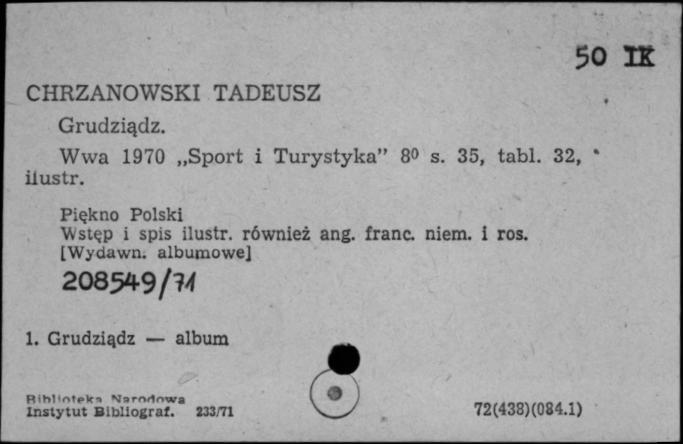 50 IK
CHRZANOWSKI TADEUSZ
Grudziądz.
Wwa 1970 „Sport i Turystyka” 8⁰ s. 35, tabl. 32,
ilustr.
Piękno Polski
Wstęp i spis ilustr. również ang. franc. niem. i ros.
[Wydawn. albumowe]
208549/71
1. Grudziądz — album
Biblioteka Narodowa
Instytut Bibliograf. 233/71
72(438)(084.1)